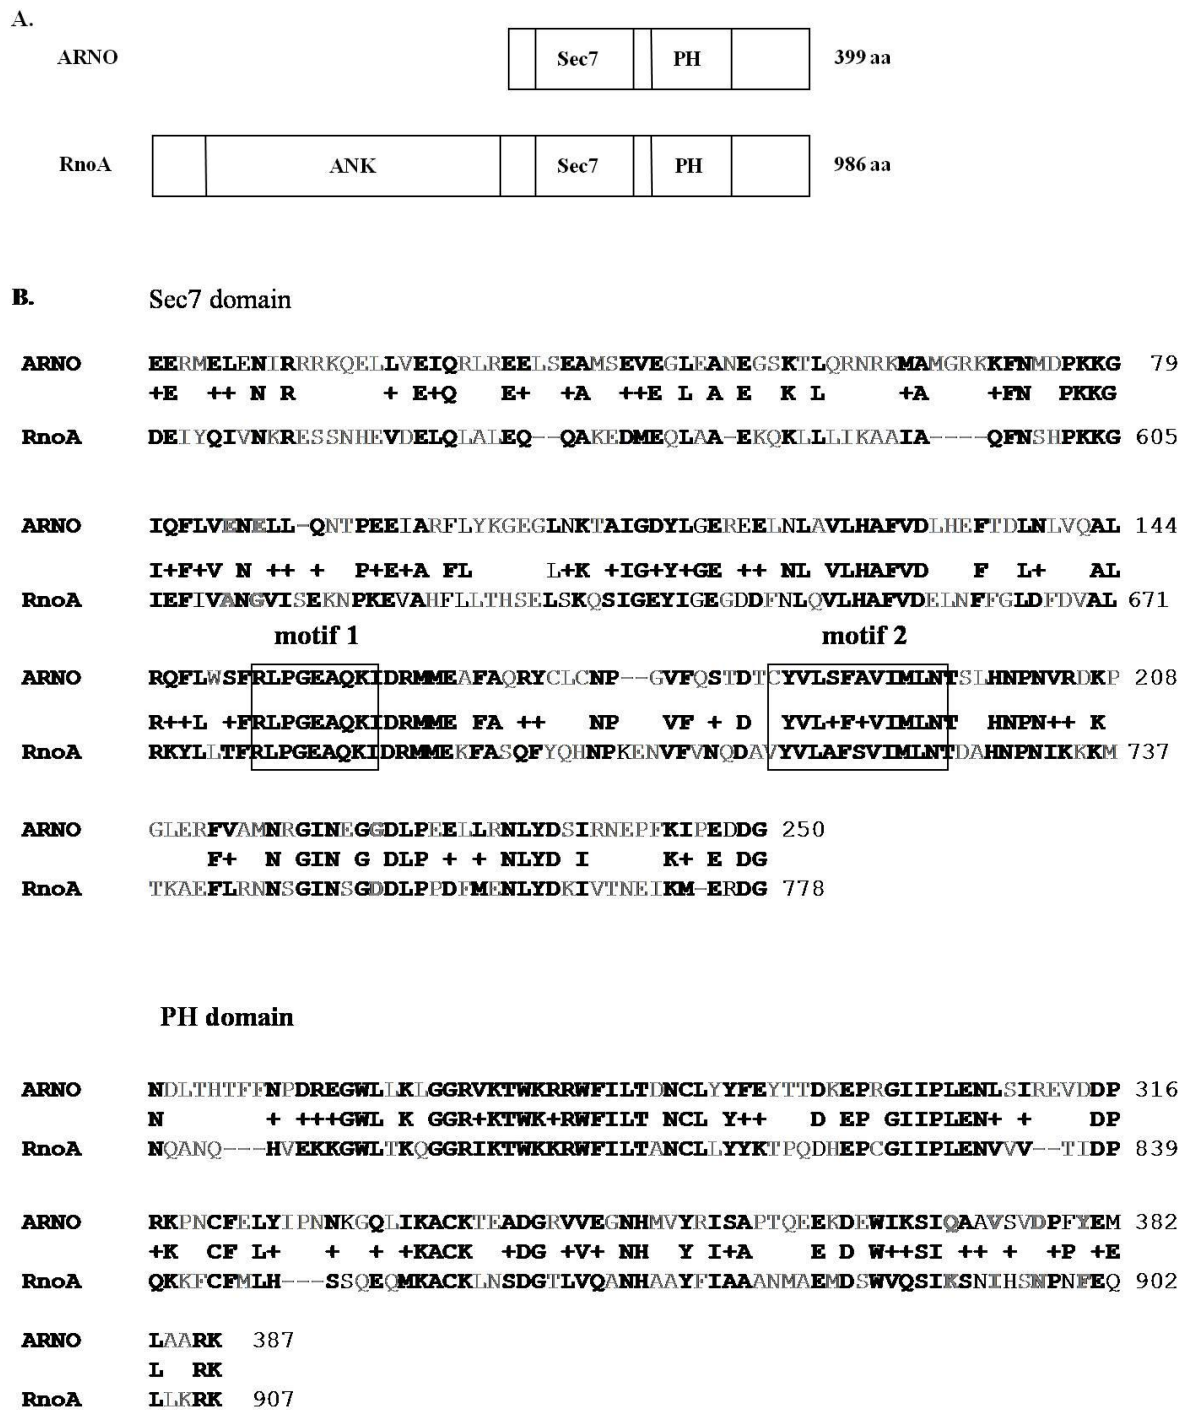 A.
ARNO Sec7 PH 399 aa
RnoA ANK Sec7 PH 986 aa
B. Sec7 domain
ARNO EERMELENIRRRKQELLVEIQRLREELSEAMSEVEGLEANEGSKTLQRNRKMAMGRKKFNMDPKKG 79
+E ++ N R + E+Q E+ +A ++E L A E K L +A +FN PKKG
RnoA DEIYQIVNKRESSNHEVDELQLALEQ--QAKEDMEQLAA-EKQKLLLIKAAIA----QFNSHPKKG 605
ARNO IQFLVENELL-QNTPEEIARFLYKGEGLNKTAIGDYLGEREELNLAVLHAFVDLHEFTDLNLVQAL 144
I+F+V N ++ + P+E+A FL L+K +IG+Y+GE ++ NL VLHAFVD F L+ AL
RnoA IEFIVANGVISEKNPKEVAHFLLTHSELSKQSIGEYIGEGDDFNLQVLHAFVDELNFFGLDFDVAL 671
motif 1 motif 2
ARNO RQFLWSFRLPGEAQKIDRMMEAFAQRYCLCNP--GVFQSTDTCYVLSFAVIMLNTSLHNPNVRDKP 208
R++L +FRLPGEAQKIDRMME FA ++ NP VF + D YVL+F+VIMLNT HNPN++ K
RnoA RKYLLTFRLPGEAQKIDRMMEKFASQFYQHNPKENVFVNQDAVYVLAFSVIMLNTDAHNPNIKKKM 737
ARNO GLERFVAMNRGINEGGDLPEELLRNLYDSIRNEPFKIPEDDG 250
F+ N GIN G DLP + + NLYD I K+ E DG
RnoA TKAEFLRNNSGINSGDDLPPDFMENLYDKIVTNEIKM-ERDG 778
PH domain
ARNO NDLTHTFFNPDREGWLLKLGGRVKTWKRRWFILTDNCLYYFEYTTDKEPRGIIPLENLSIREVDDP 316
N + +++GWL K GGR+KTWK+RWFILT NCL Y++ D EP GIIPLEN+ + DP
RnoA NQANQ---HVEKKGWLTKQGGRIKTWKKRWFILTANCLLYYKTPQDHEPCGIIPLENVVV--TIDP 839
ARNO RKPNCFELYIPNNKGQLIKACKTEADGRVVEGNHMVYRISAPTQEEKDEWIKSIQAAVSVDPFYEM 382
+K CF L+ + + +KACK +DG +V+ NH Y I+A E D W++SI ++ + +P +E
RnoA QKKFCFMLH---SSQEQMKACKLNSDGTLVQANHAAYFIAAANMAEMDSWVQSIKSNIHSNPNFEQ 902
ARNO LAARK 387
L RK
RnoA LLKRK 907